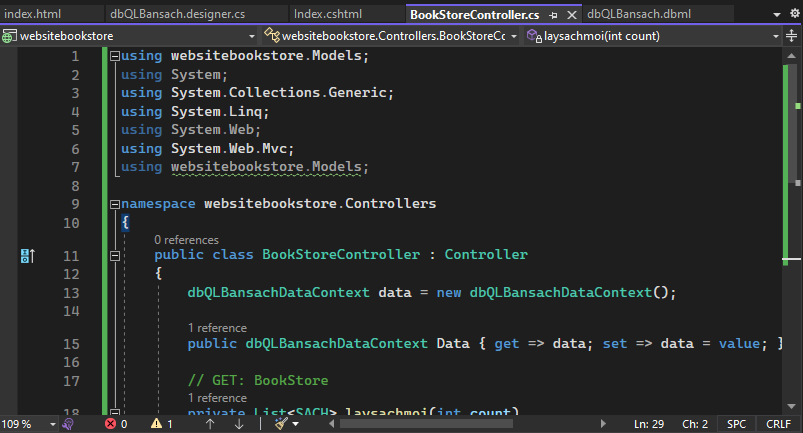 index.html dbQLBansach.designer.cs Index.cshtml BookStoreController.cs dbQLBansach.dbml
websitebookstore websitebookstore.Controllers.BookStoreCc laysachmoi(int count)
1 using websitebookstore.Models;
2 using System;
3 using System.Collections.Generic;
4 using System.Linq;
5 using System.Web;
6 using System.Web.Mvc;
7 using websitebookstore.Models;
8
9 namespace websitebookstore.Controllers
10 {
0 references
11 public class BookStoreController : Controller
12 {
13 dbQLBansachDataContext data = new dbQLBansachDataContext();
14
1 reference
15 public dbQLBansachDataContext Data { get => data; set => data = value; }
16
17 // GET: BookStore
1 reference
18 private List<SACH> laysachmoi(int count)
109 % 0 1 Ln: 29 Ch: 2 SPC CRLF